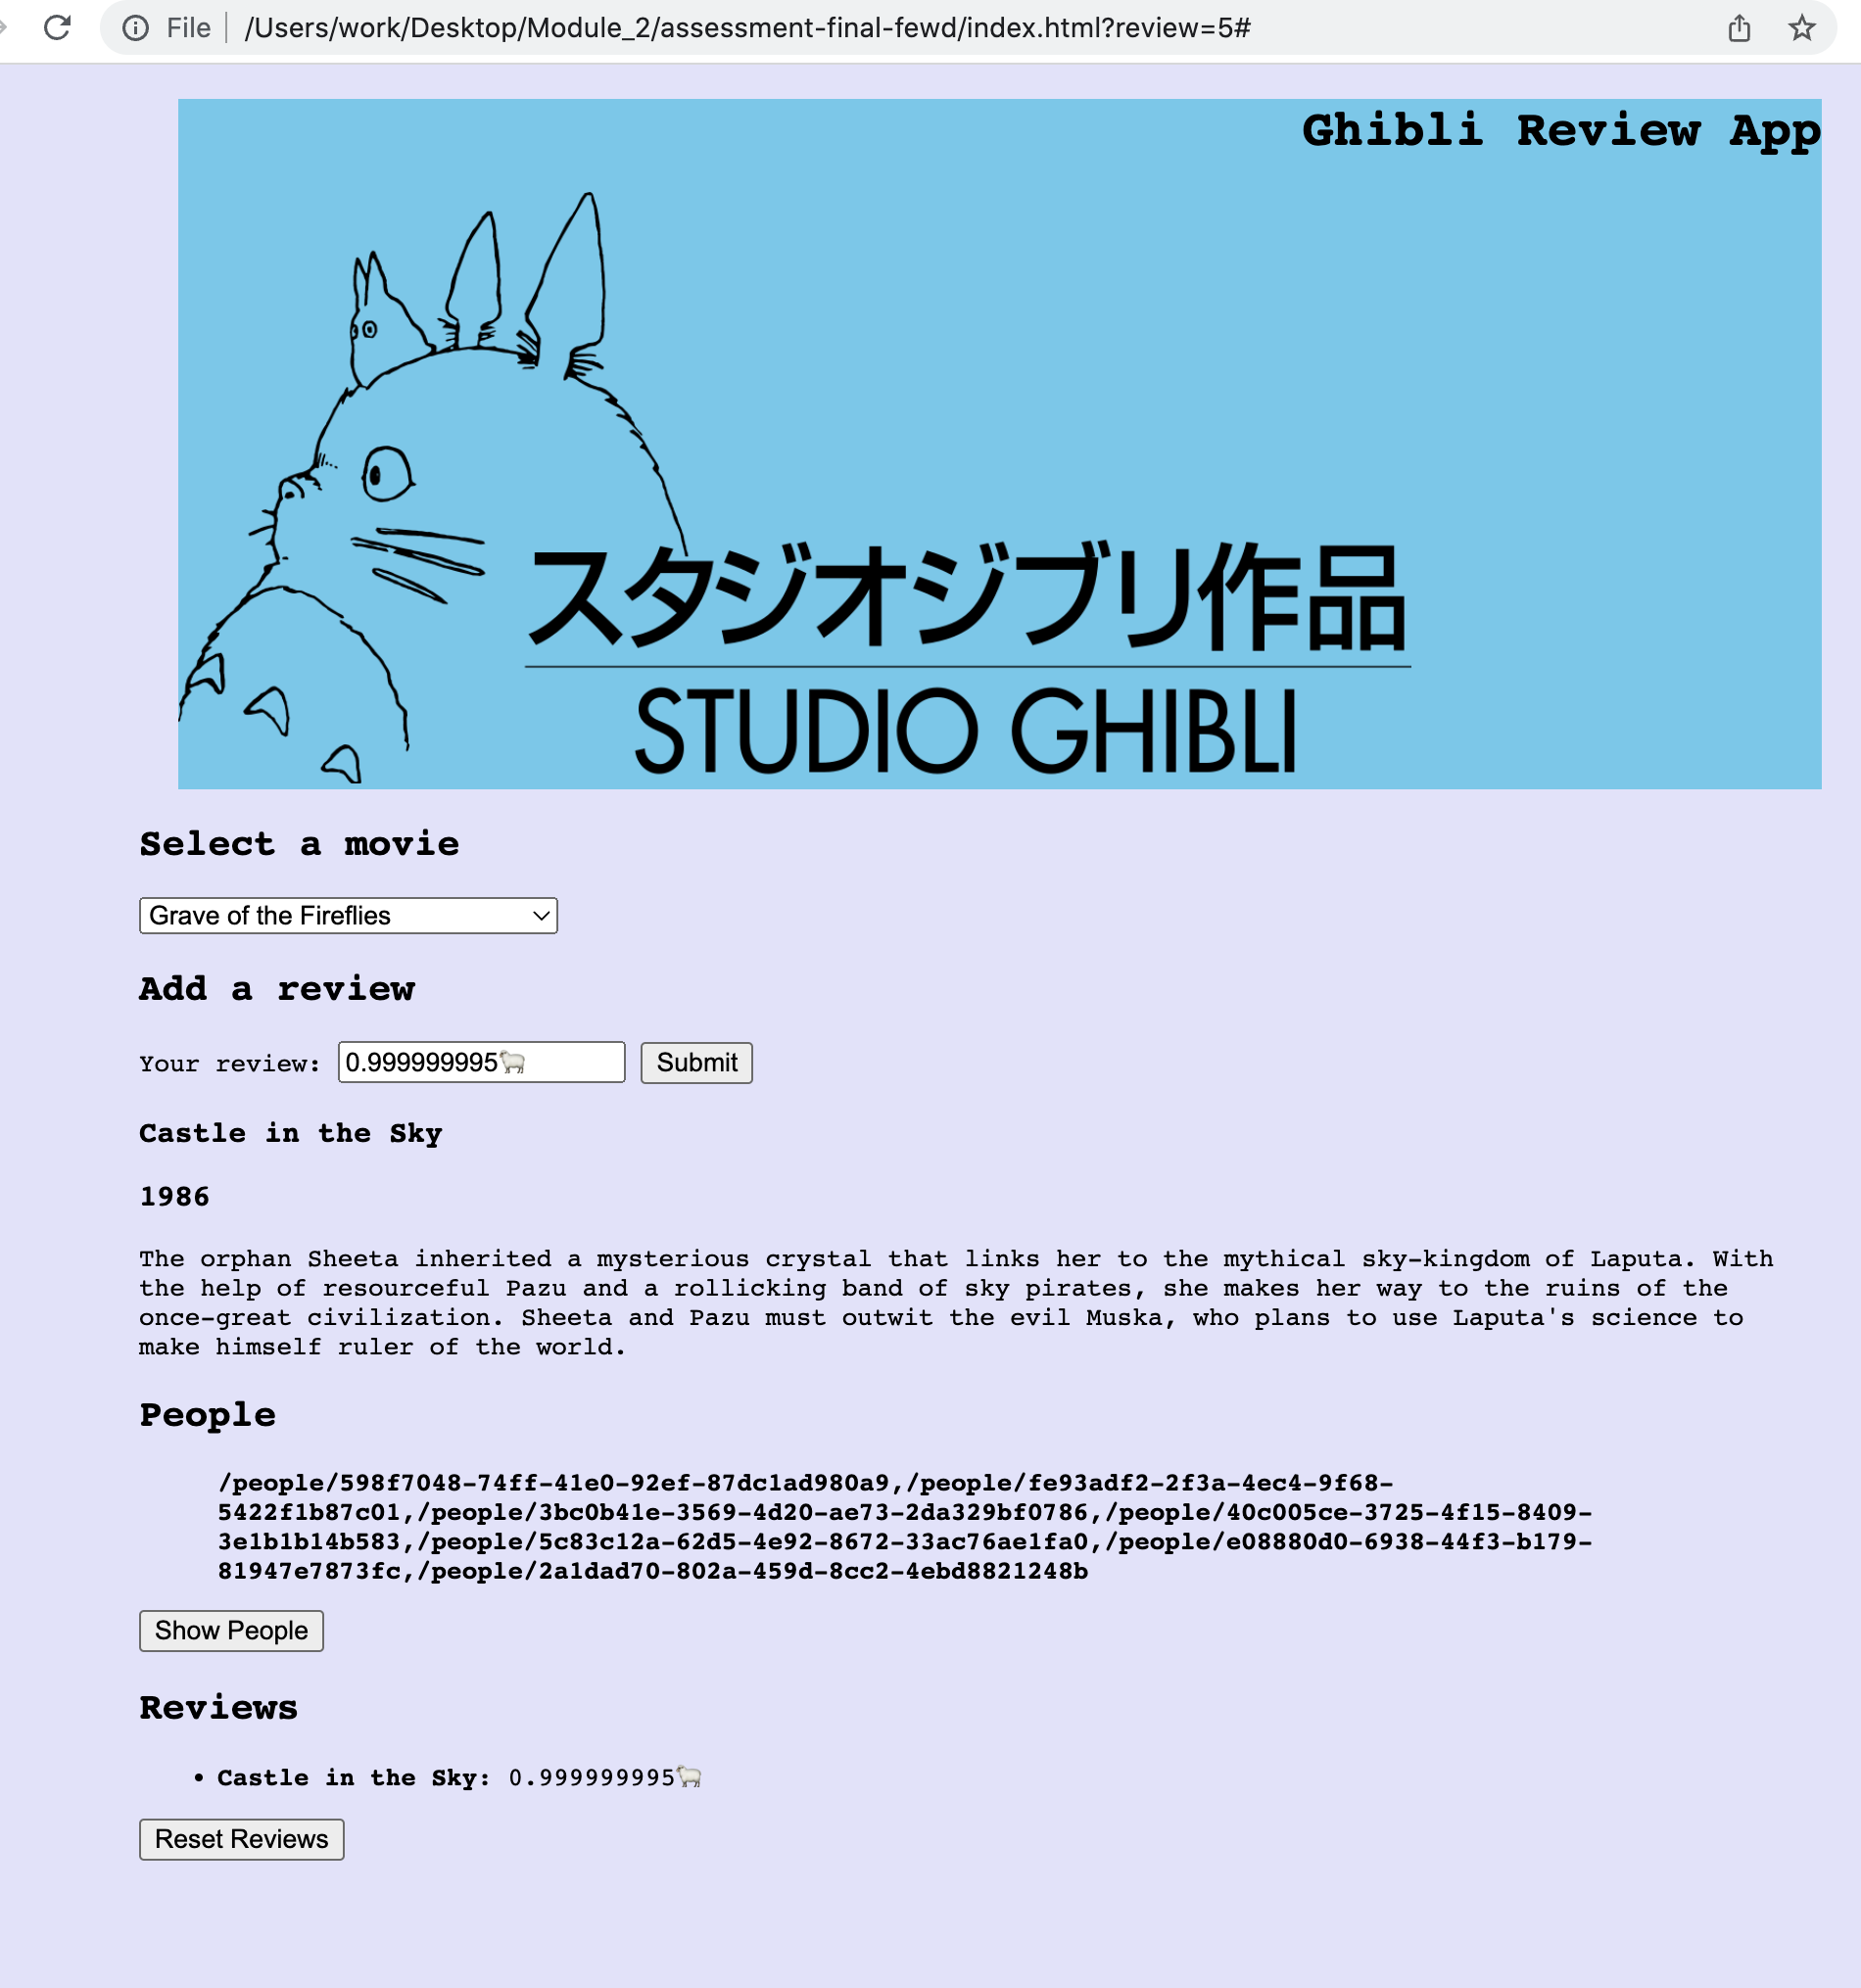 File | /Users/work/Desktop/Module_2/assessment-final-fewd/index.html?review=5#
Ghibli Review App
スタジオジブリ作品
STUDIO GHIBLI
Select a movie
Grave of the Fireflies
Add a review
Your review: 0.999999995🐑 Submit
Castle in the Sky
1986
The orphan Sheeta inherited a mysterious crystal that links her to the mythical sky-kingdom of Laputa. With
the help of resourceful Pazu and a rollicking band of sky pirates, she makes her way to the ruins of the
once-great civilization. Sheeta and Pazu must outwit the evil Muska, who plans to use Laputa's science to
make himself ruler of the world.
People
/people/598f7048-74ff-41e0-92ef-87dc1ad980a9,/people/fe93adf2-2f3a-4ec4-9f68-
5422f1b87c01,/people/3bc0b41e-3569-4d20-ae73-2da329bf0786,/people/40c005ce-3725-4f15-8409-
3e1b1b14b583,/people/5c83c12a-62d5-4e92-8672-33ac76ae1fa0,/people/e08880d0-6938-44f3-b179-
81947e7873fc,/people/2a1dad70-802a-459d-8cc2-4ebd8821248b
Show People
Reviews
• Castle in the Sky: 0.999999995🐑
Reset Reviews